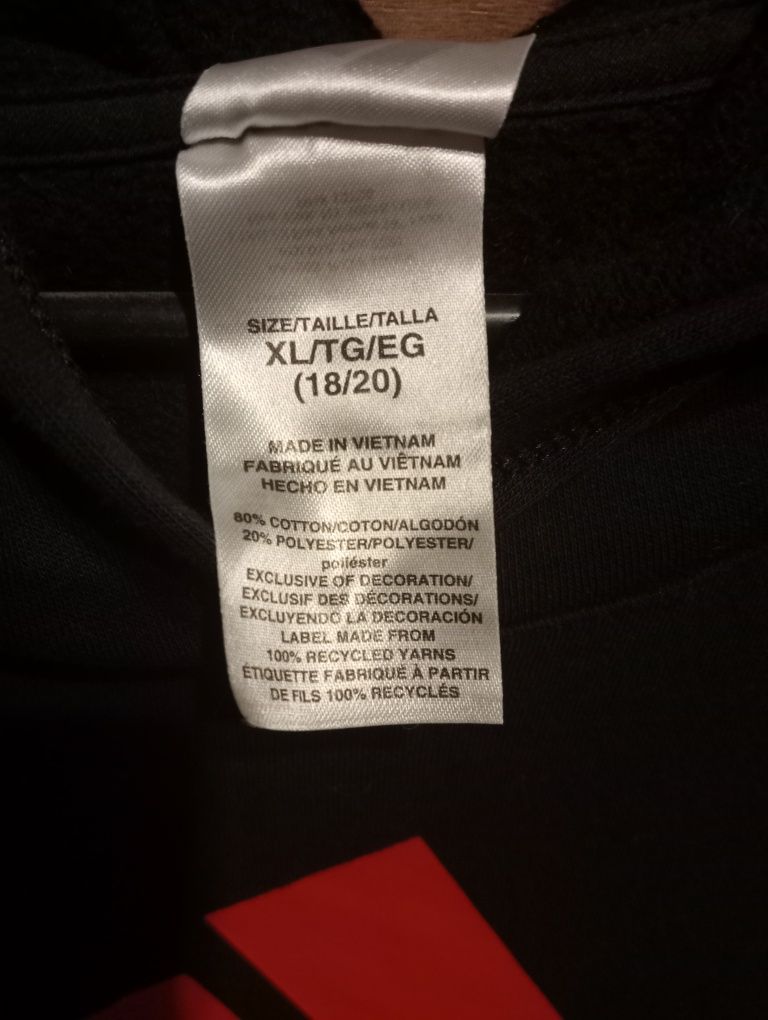 SIZE/TAILLE/TALLA
XL/TG/EG
(18/20)
MADE IN VIETNAM
FABRIQUÉ AU VIÊTNAM
HECHO EN VIETNAM
80% COTTON/COTON/ALGODÓN
20% POLYESTER/POLYESTER/
poliéster
EXCLUSIVE OF DECORATION/
EXCLUSIF DES DÉCORATIONS/
EXCLUYENDO LA DECORACIÓN
LABEL MADE FROM
100% RECYCLED YARNS
ÉTIQUETTE FABRIQUÉ À PARTIR
DE FILS 100% RECYCLÉS